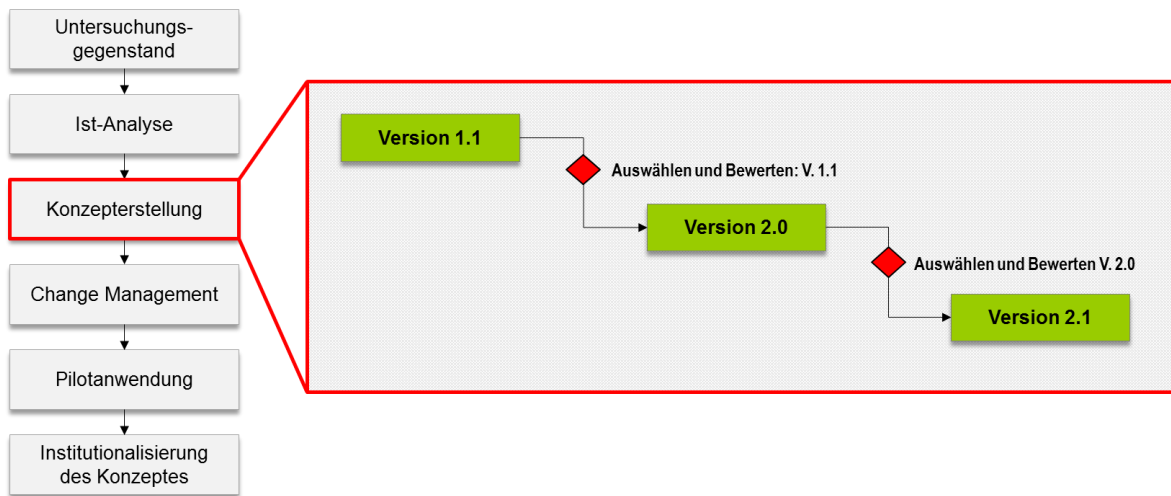 Untersuchungs-
gegenstand
Ist-Analyse
Konzepterstellung
Change Management
Pilotanwendung
Institutionalisierung
des Konzeptes
Version 1.1
Auswählen und Bewerten: V. 1.1
Version 2.0
Auswählen und Bewerten V. 2.0
Version 2.1